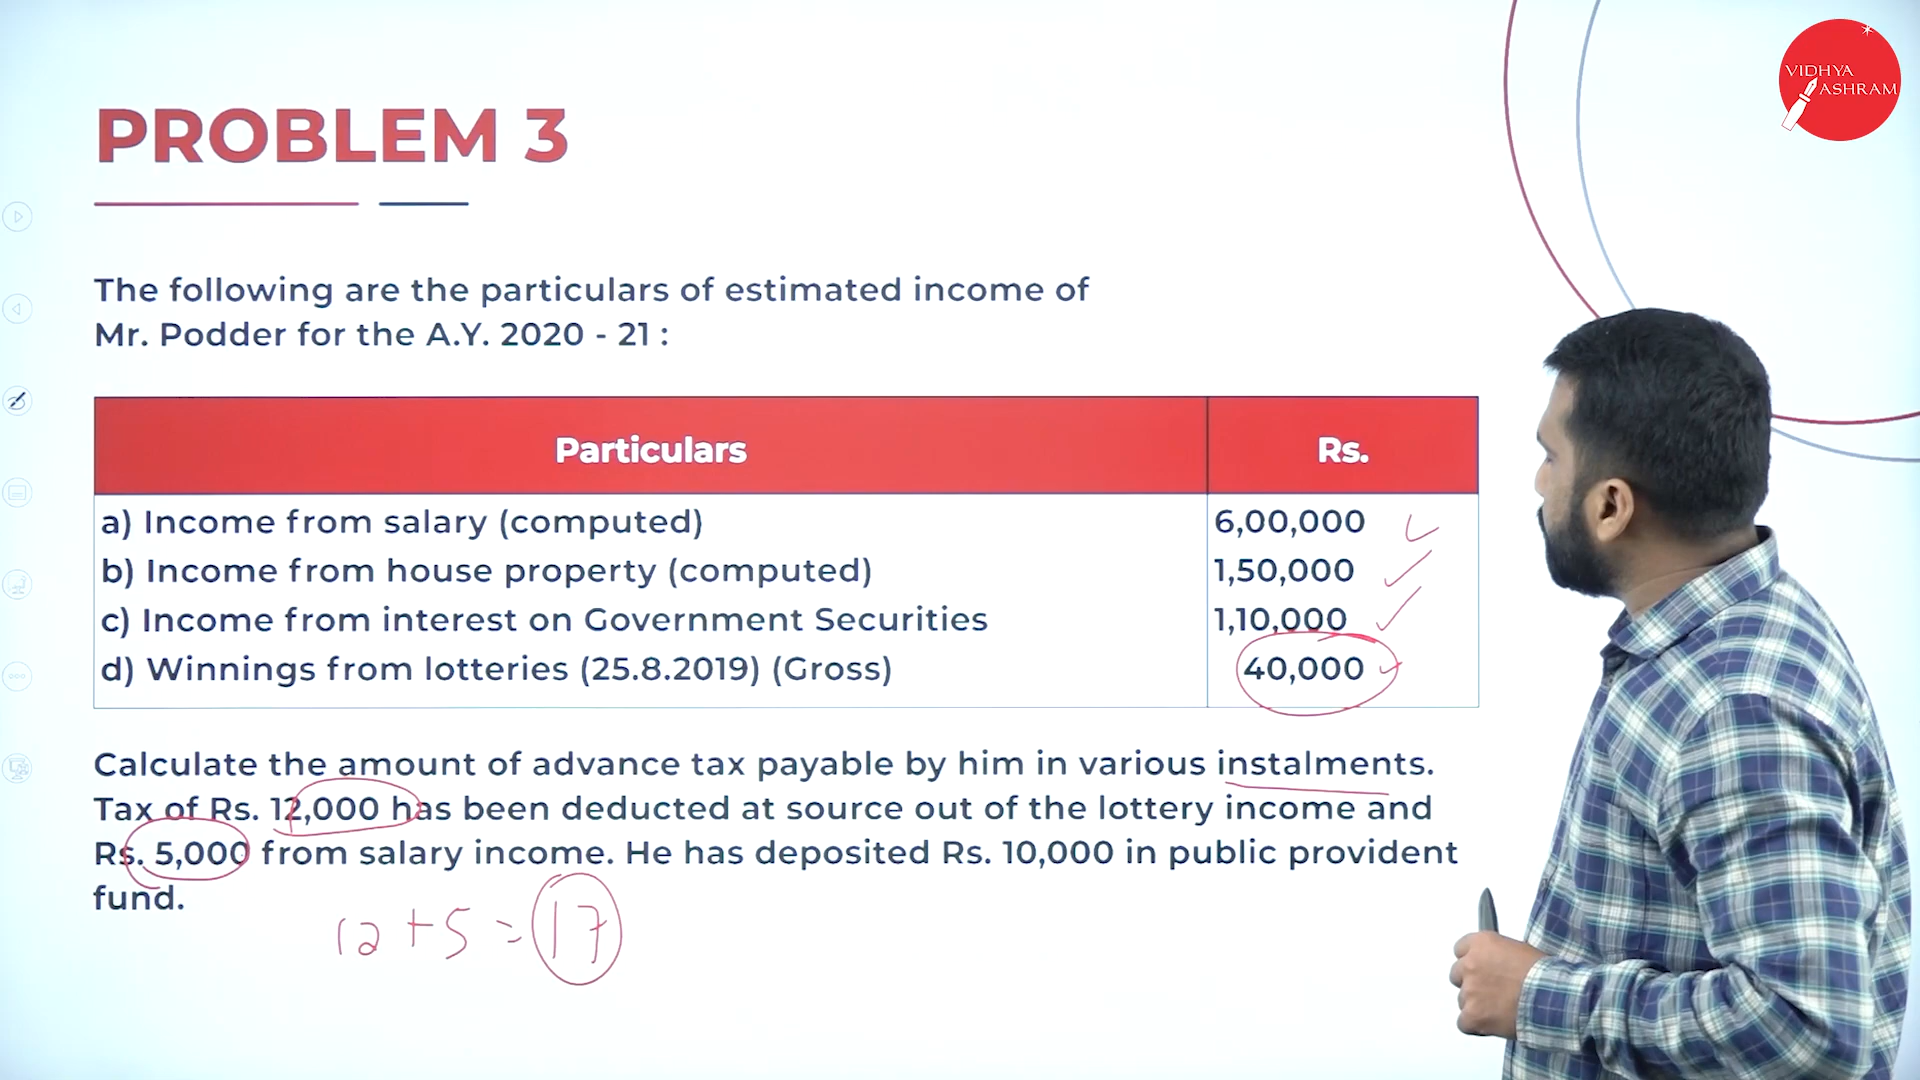 VIDHYA
ASHRAM
PROBLEM 3
The following are the particulars of estimated income of
Mr. Podder for the A.Y. 2020 - 21 :
Particulars Rs.
a) Income from salary (computed) 6,00,000
b) Income from house property (computed) 1,50,000
c) Income from interest on Government Securities 1,10,000
d) Winnings from lotteries (25.8.2019) (Gross) 40,000
Calculate the amount of advance tax payable by him in various instalments.
Tax of Rs. 12,000 has been deducted at source out of the lottery income and
Rs. 5,000 from salary income. He has deposited Rs. 10,000 in public provident
fund.
12 + 5 = 17